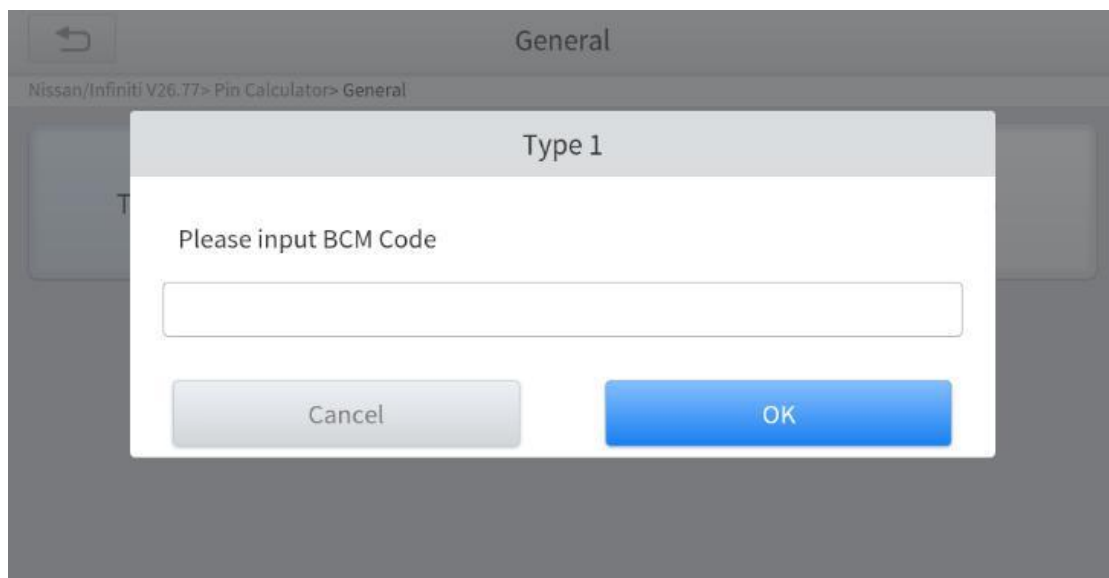 General
Nissan/Infiniti V26.77> Pin Calculator> General
Type 1
T
Please input BCM Code
Cancel
OK